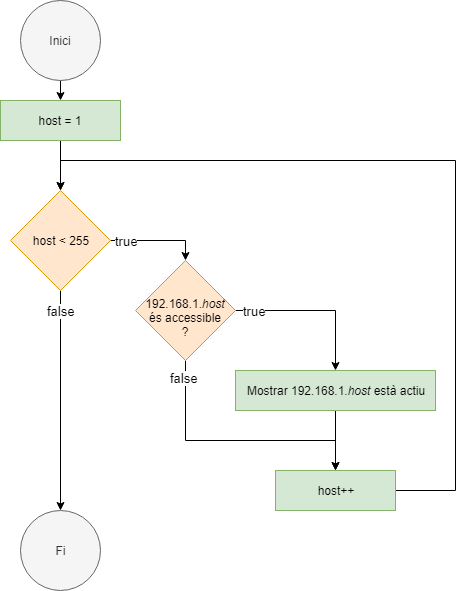 Inici
host = 1
host < 255
true
192.168.1.host
és accessible
?
true
false
false
Mostrar 192.168.1.host està actiu
host++
Fi